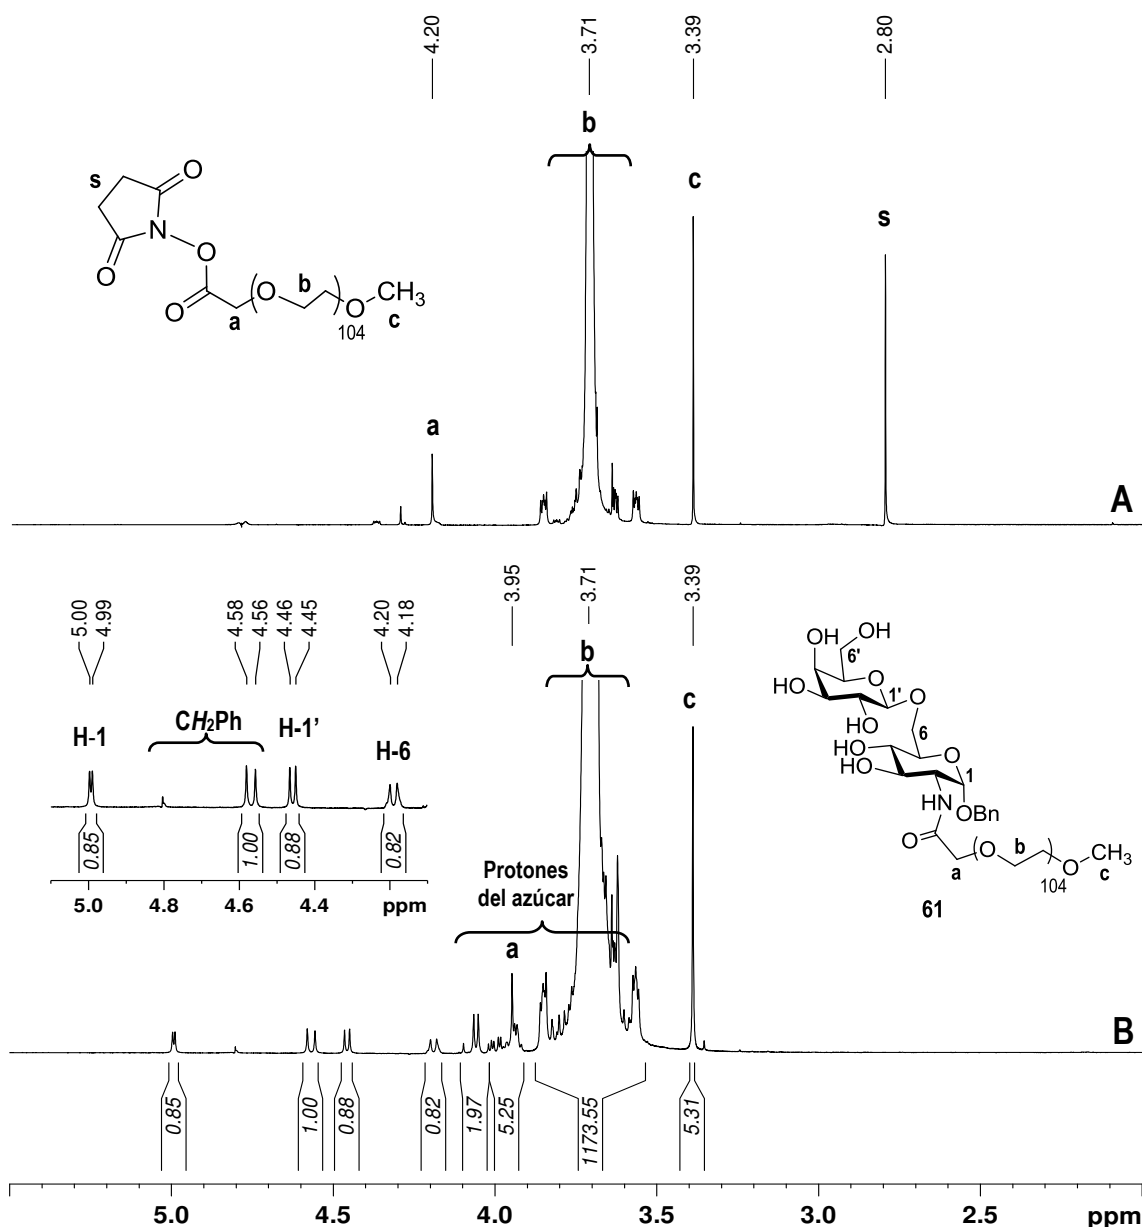 4.20
3.71
3.39
2.80
b
c
s
a
A
s
O
N
O
O
O
a
O
b
104
O
CH3
c
5.00
4.99
4.58
4.56
4.46
4.45
4.20
4.18
3.95
3.71
3.39
H-1
CH2Ph
H-1’
H-6
0.85
1.00
0.88
0.82
5.0
4.8
4.6
4.4
ppm
b
c
Protones
del azúcar
a
B
OH
OH
6'
HO
O
1'
HO
O
6
HO
HO
O
1
HN
OBn
O
a
O
b
104
O
CH3
c
61
0.85
1.00
0.88
0.82
1.97
5.25
1173.55
5.31
5.0
4.5
4.0
3.5
3.0
2.5
ppm